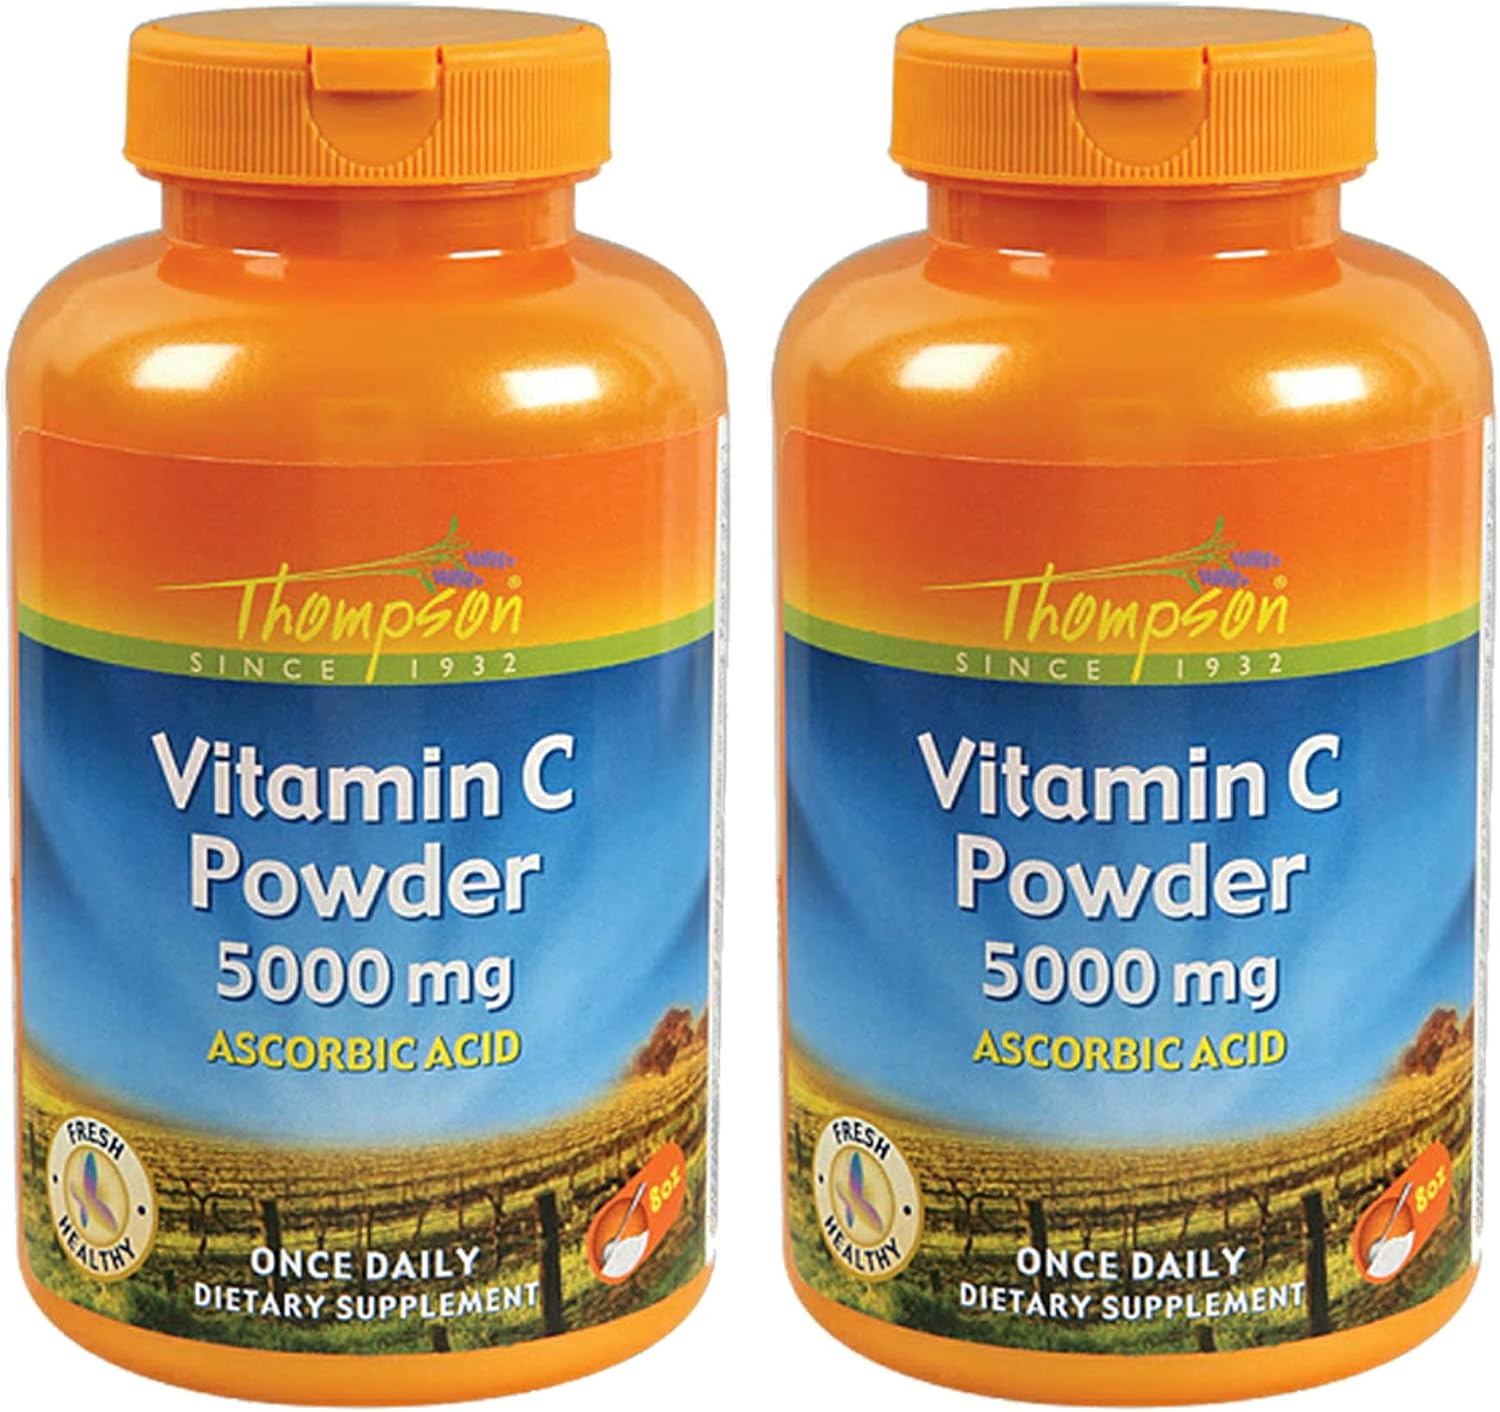 Thompson®
SINCE 1932
Vitamin C
Powder
5000 mg
ASCORBIC ACID
FRESH
HEALTHY
8oz
ONCE DAILY
DIETARY SUPPLEMENT
Thompson®
SINCE 1932
Vitamin C
Powder
5000 mg
ASCORBIC ACID
FRESH
HEALTHY
8oz
ONCE DAILY
DIETARY SUPPLEMENT